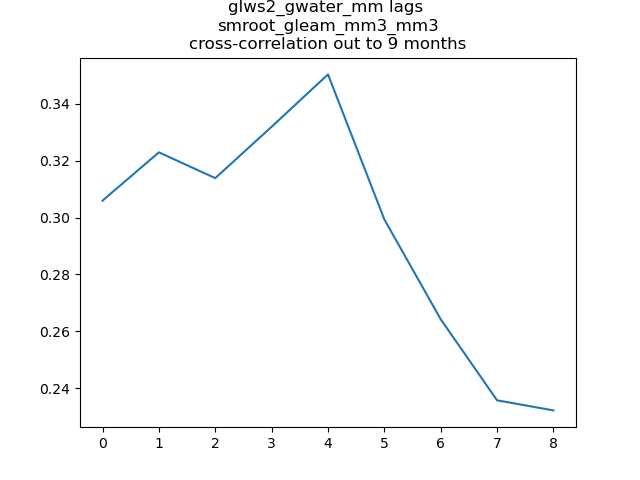 glws2_gwater_mm lags
smroot_gleam_mm3_mm3
cross-correlation out to 9 months
0.34
0.32
0.30
0.28
0.26
0.24
0 1 2 3 4 5 6 7 8